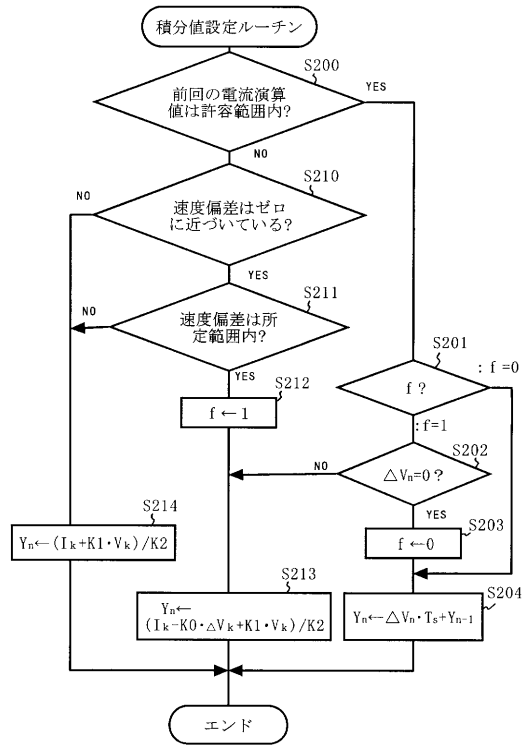 積分値設定ルーチン
S200
前回の電流演算
値は許容範囲内?
YES
NO
S210
NO
速度偏差はゼロ
に近づいている?
YES
S211
NO
速度偏差は所
定範囲内?
YES
S212
f←1
S201
f?
:f=0
:f=1
S202
NO
△Vn=0?
YES
S203
f←0
S214
Yn←(Ik+K1・Vk)/K2
S213
Yn←
(Ik-K0・△Vk+K1・Vk)/K2
S204
Yn←△Vn・Ts+Yn-1
エンド